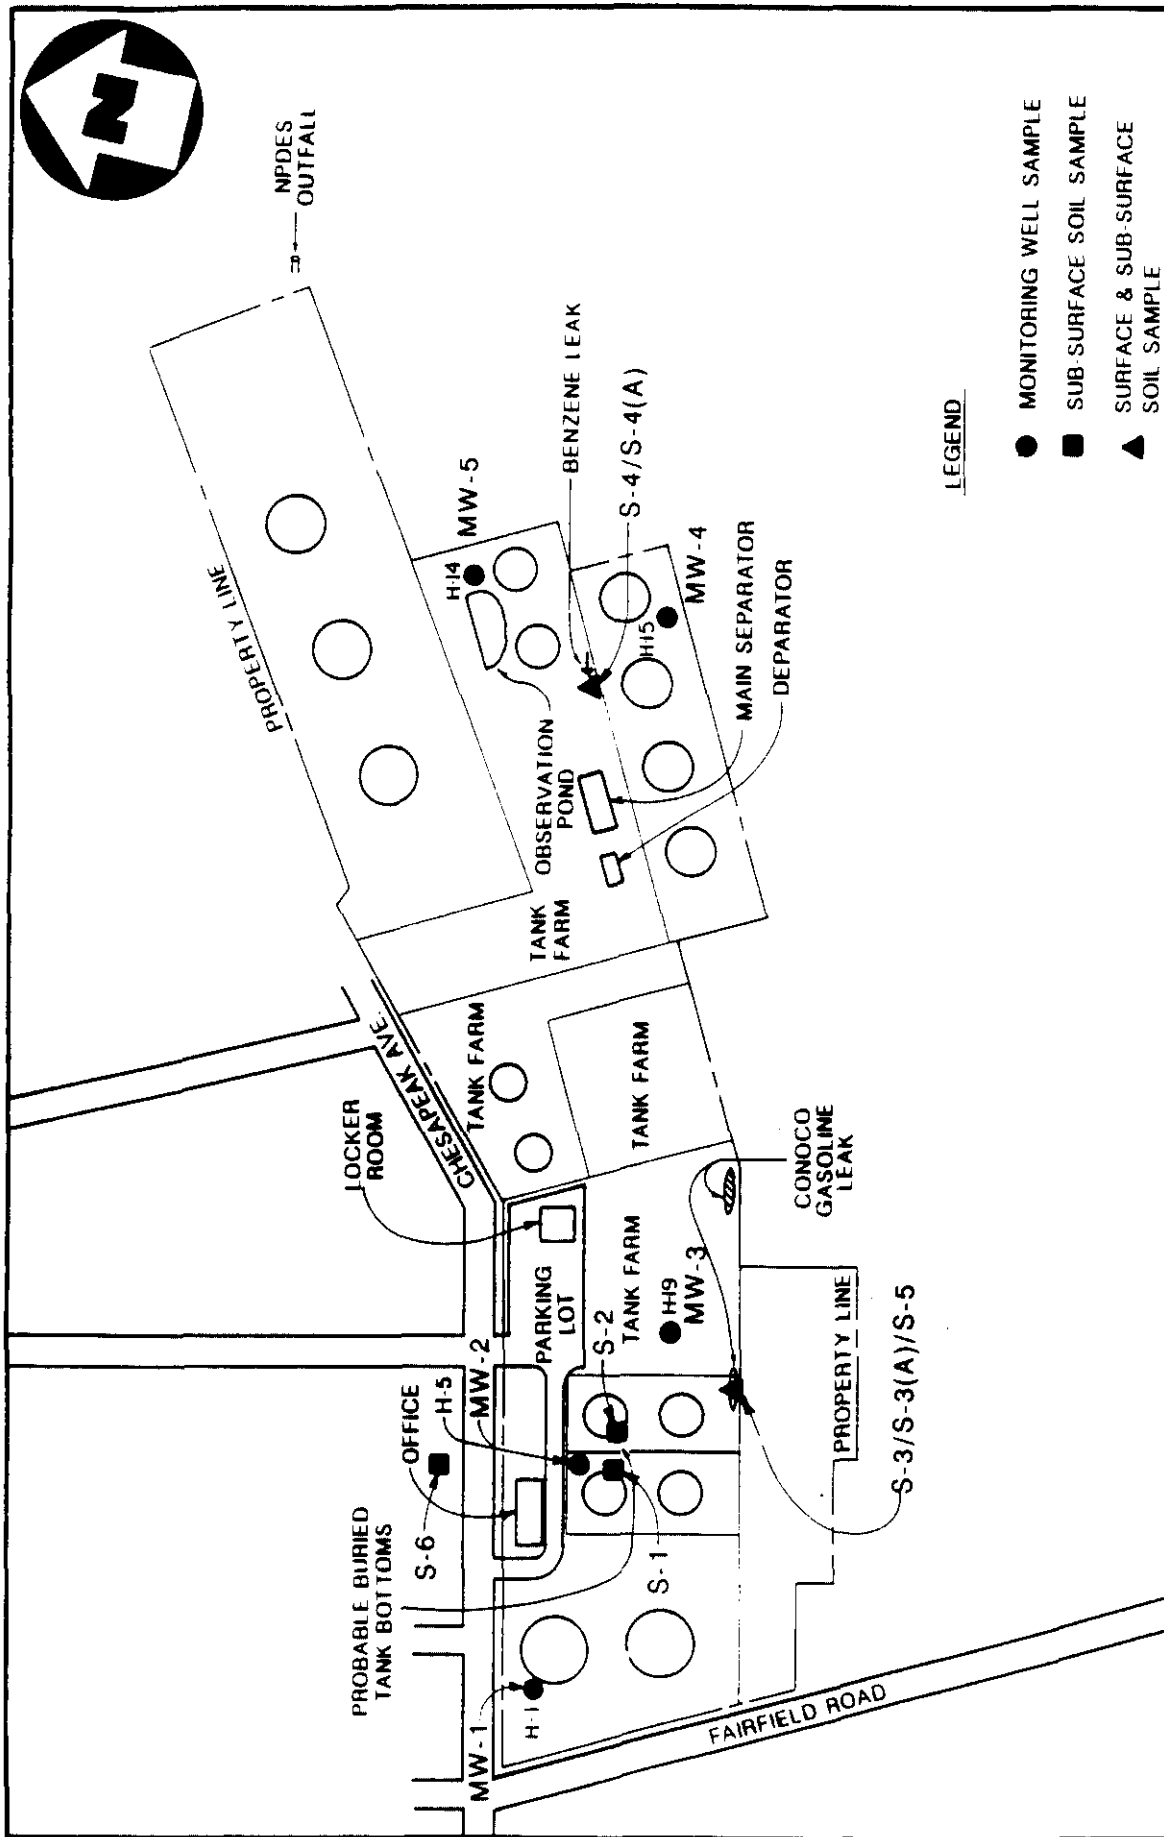 N
NPDES
OUTFALL
PROPERTY LINE
CHESAPEAK AVE.
LOCKER
ROOM
TANK FARM
TANK
FARM
OBSERVATION
POND
H-14
MW-5
BENZENE LEAK
S-4/S-4(A)
H-15
MW-4
MAIN SEPARATOR
DEPARATOR
TANK FARM
PARKING
LOT
TANK FARM
CONOCO
GASOLINE
LEAK
H-19
MW-3
S-2
MW-2
H-5
OFFICE
S-6
PROBABLE BURIED
TANK BOTTOMS
S-1
MW-1
H-1
PROPERTY LINE
S-3/S-3(A)/S-5
FAIRFIELD ROAD
LEGEND
MONITORING WELL SAMPLE
SUB-SURFACE SOIL SAMPLE
SURFACE & SUB-SURFACE
SOIL SAMPLE